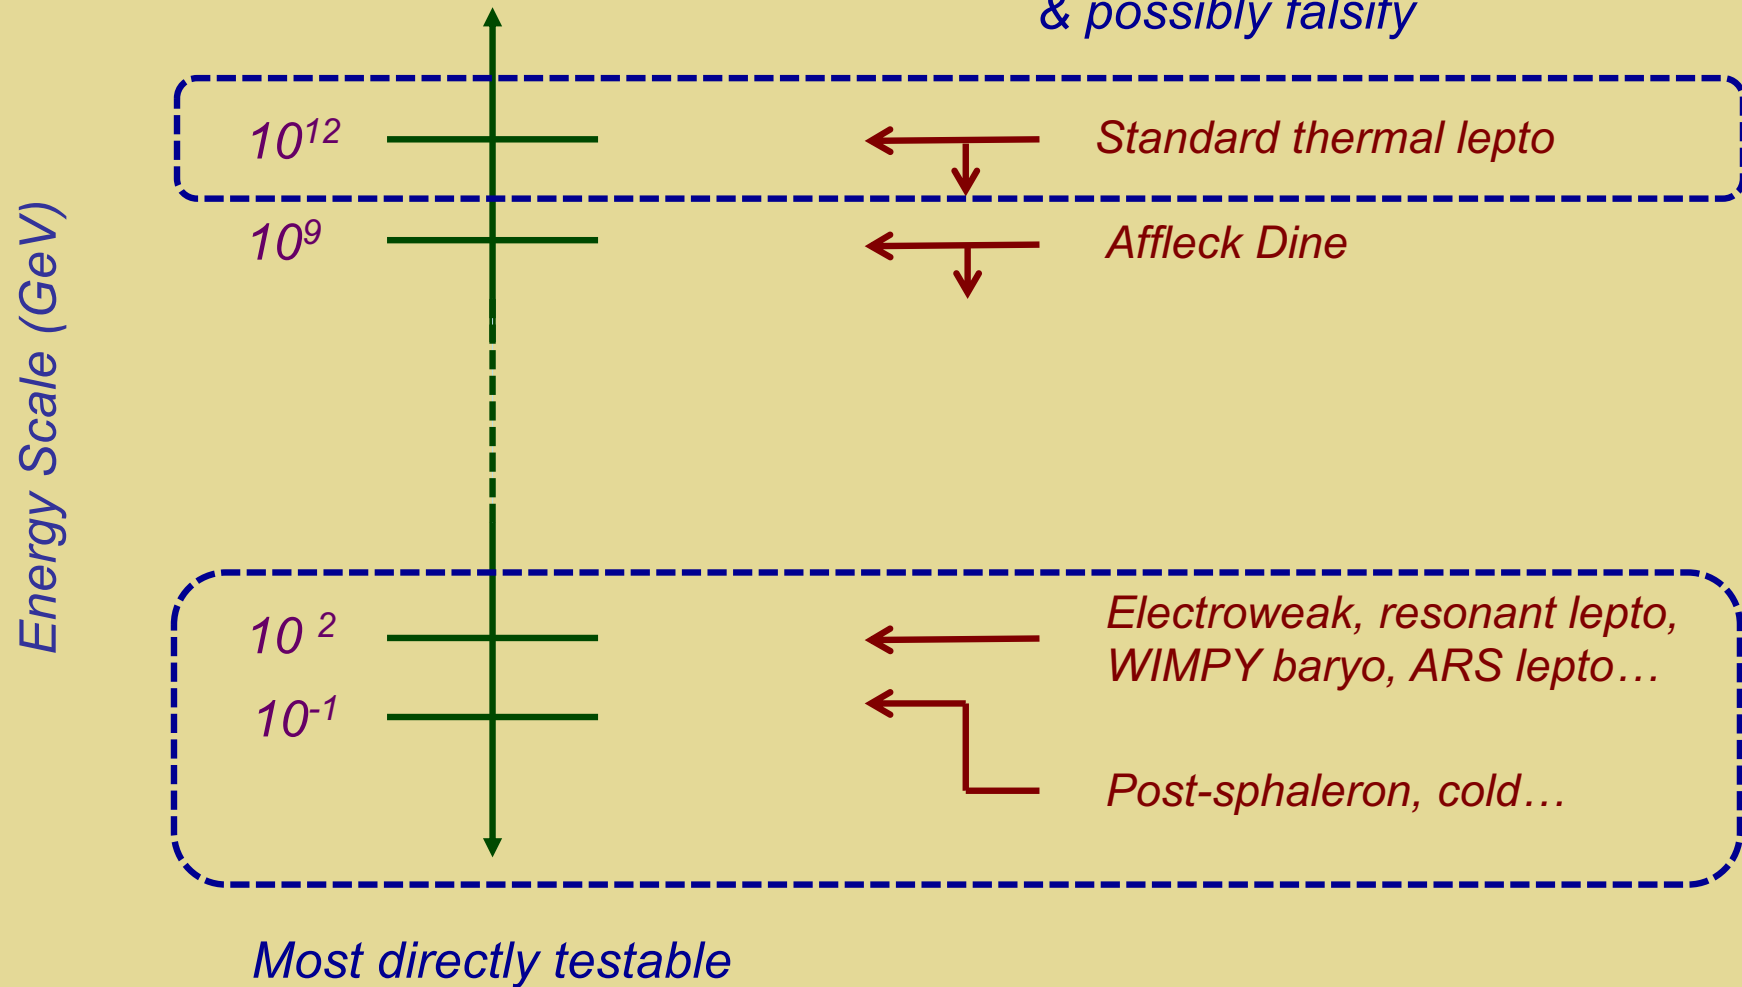 & possibly falsify
10¹² Standard thermal lepto
10⁹ Affleck Dine
Energy Scale (GeV)
10 ² Electroweak, resonant lepto,
WIMPY baryo, ARS lepto…
10⁻¹
Post-sphaleron, cold…
Most directly testable